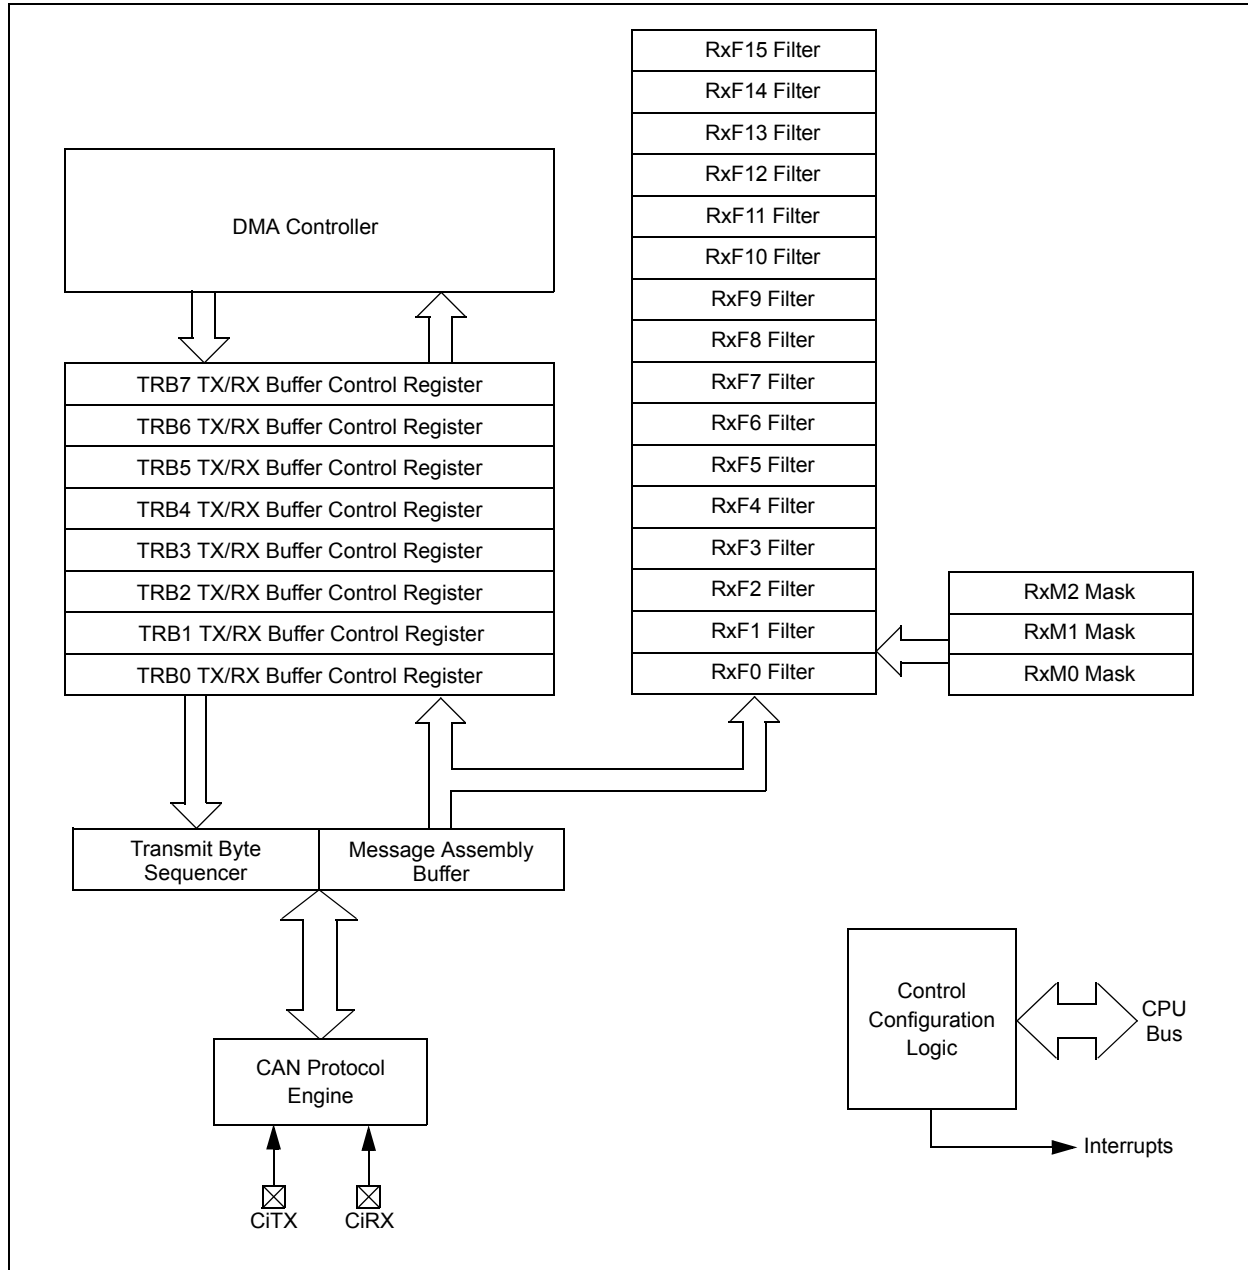 RxF15 Filter
RxF14 Filter
RxF13 Filter
RxF12 Filter
RxF11 Filter
RxF10 Filter
RxF9 Filter
RxF8 Filter
RxF7 Filter
RxF6 Filter
RxF5 Filter
RxF4 Filter
RxF3 Filter
RxF2 Filter
RxF1 Filter
RxF0 Filter
DMA Controller
TRB7 TX/RX Buffer Control Register
TRB6 TX/RX Buffer Control Register
TRB5 TX/RX Buffer Control Register
TRB4 TX/RX Buffer Control Register
TRB3 TX/RX Buffer Control Register
TRB2 TX/RX Buffer Control Register
TRB1 TX/RX Buffer Control Register
TRB0 TX/RX Buffer Control Register
RxM2 Mask
RxM1 Mask
RxM0 Mask
Transmit Byte
Sequencer
Message Assembly
Buffer
CAN Protocol
Engine
CiTX
CiRX
Control
Configuration
Logic
CPU
Bus
Interrupts